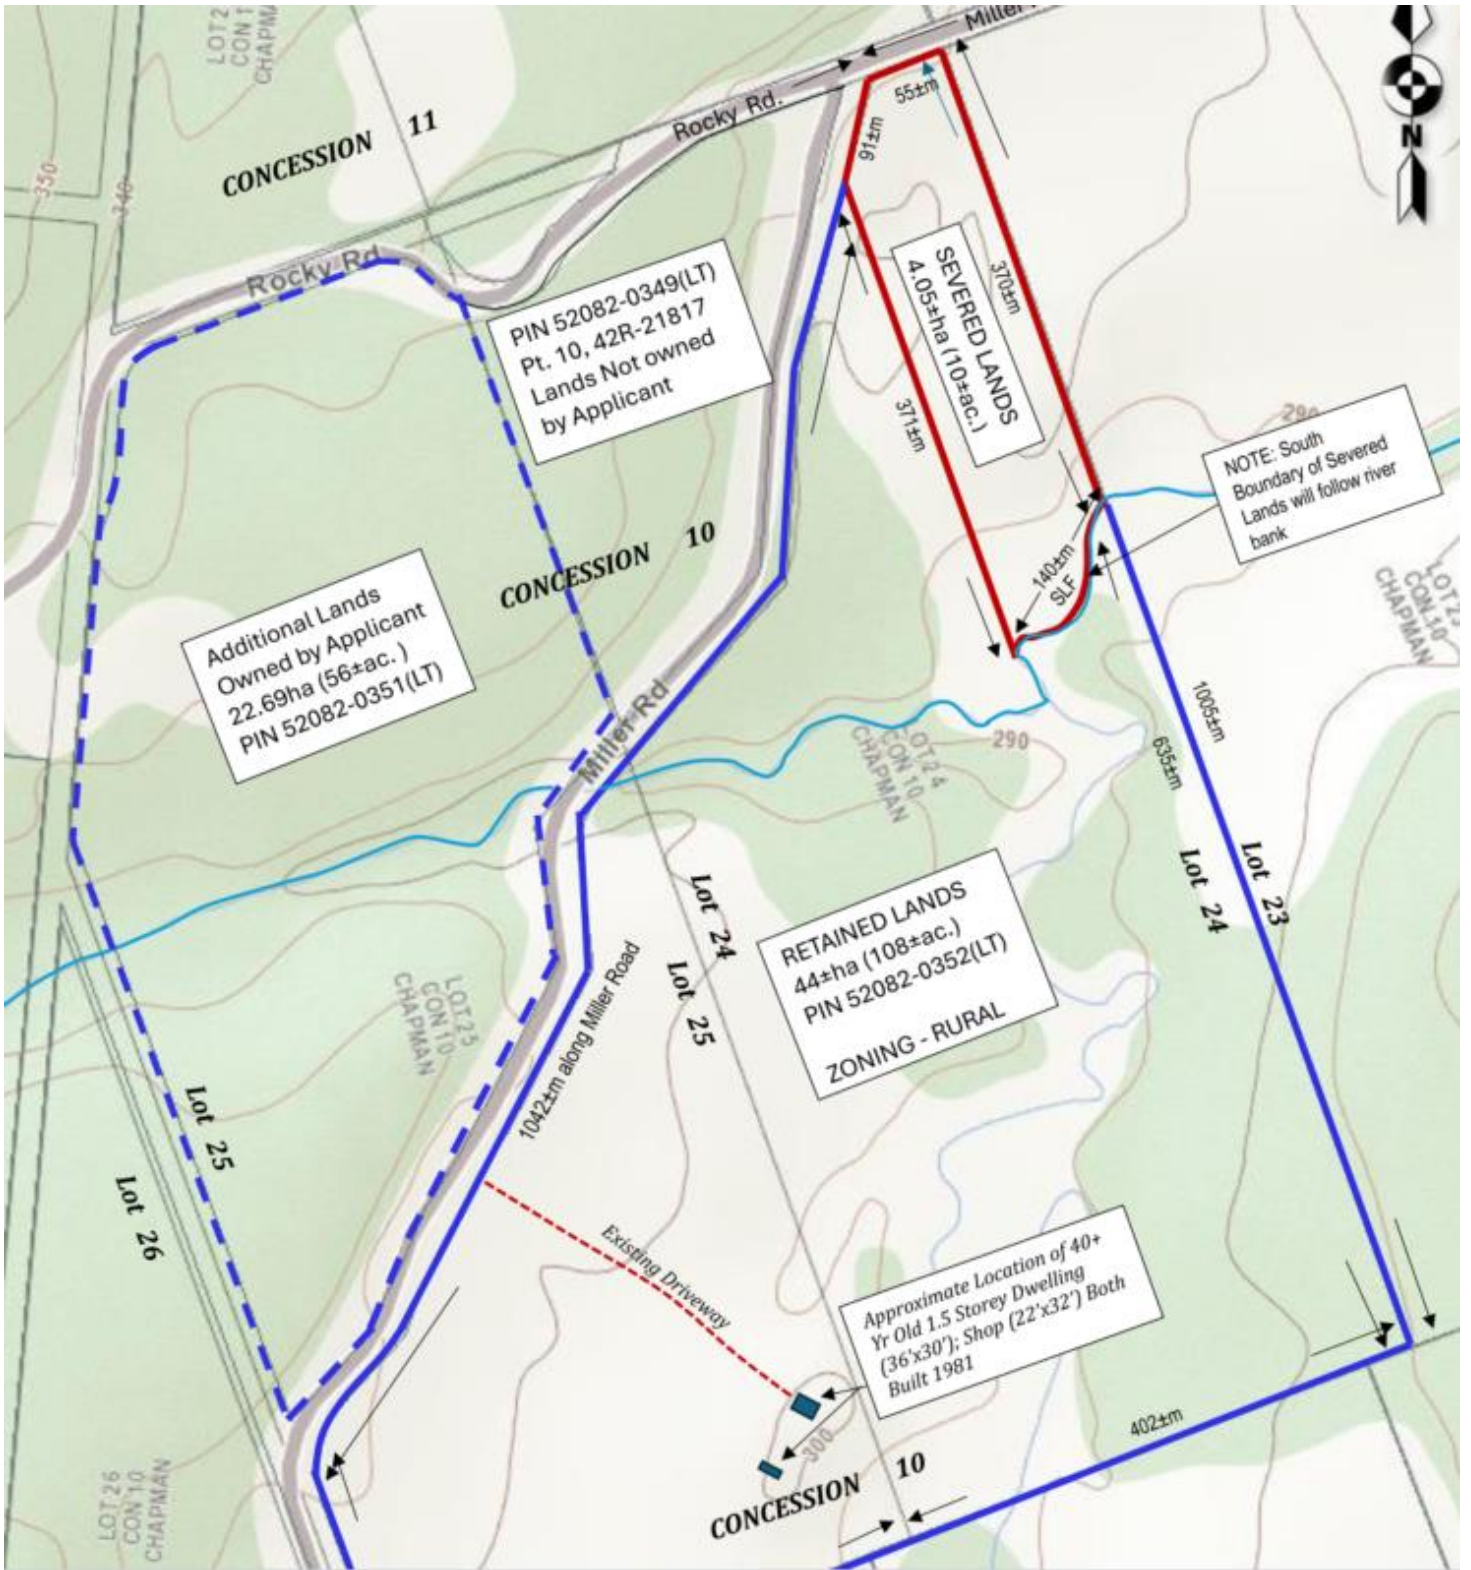 LOT 2
CON 1
CHAPMA
Miller
N
350
340
CONCESSION 11
Rocky Rd.
55±m
91±m
Rocky Rd
PIN 52082-0349(LT)
Pt. 10, 42R-21817
Lands Not owned
by Applicant
SEVERED LANDS
4.05±ha (10±ac.)
370±m
371±m
290
NOTE: South
Boundary of Severed
Lands will follow river
bank
CONCESSION 10
140±m
SLF
LOT 23
CON.10
CHAPMAN
Additional Lands
Owned by Applicant
22.69ha (56±ac. )
PIN 52082-0351(LT)
Miller Rd
290
LOT 24
CON 10
CHAPMAN
1005±m
635±m
Lot 23
Lot 24
Lot 24
Lot 25
RETAINED LANDS
44±ha (108±ac.)
PIN 52082-0352(LT)
ZONING - RURAL
LOT 25
CON 10
CHAPMAN
1042±m along Miller Road
Lot 25
Lot 26
Existing Driveway
Approximate Location of 40+
Yr Old 1.5 Storey Dwelling
(36'x30'); Shop (22'x32') Both
Built 1981
300
402±m
CONCESSION 10
LOT 26
CON 10
CHAPMAN